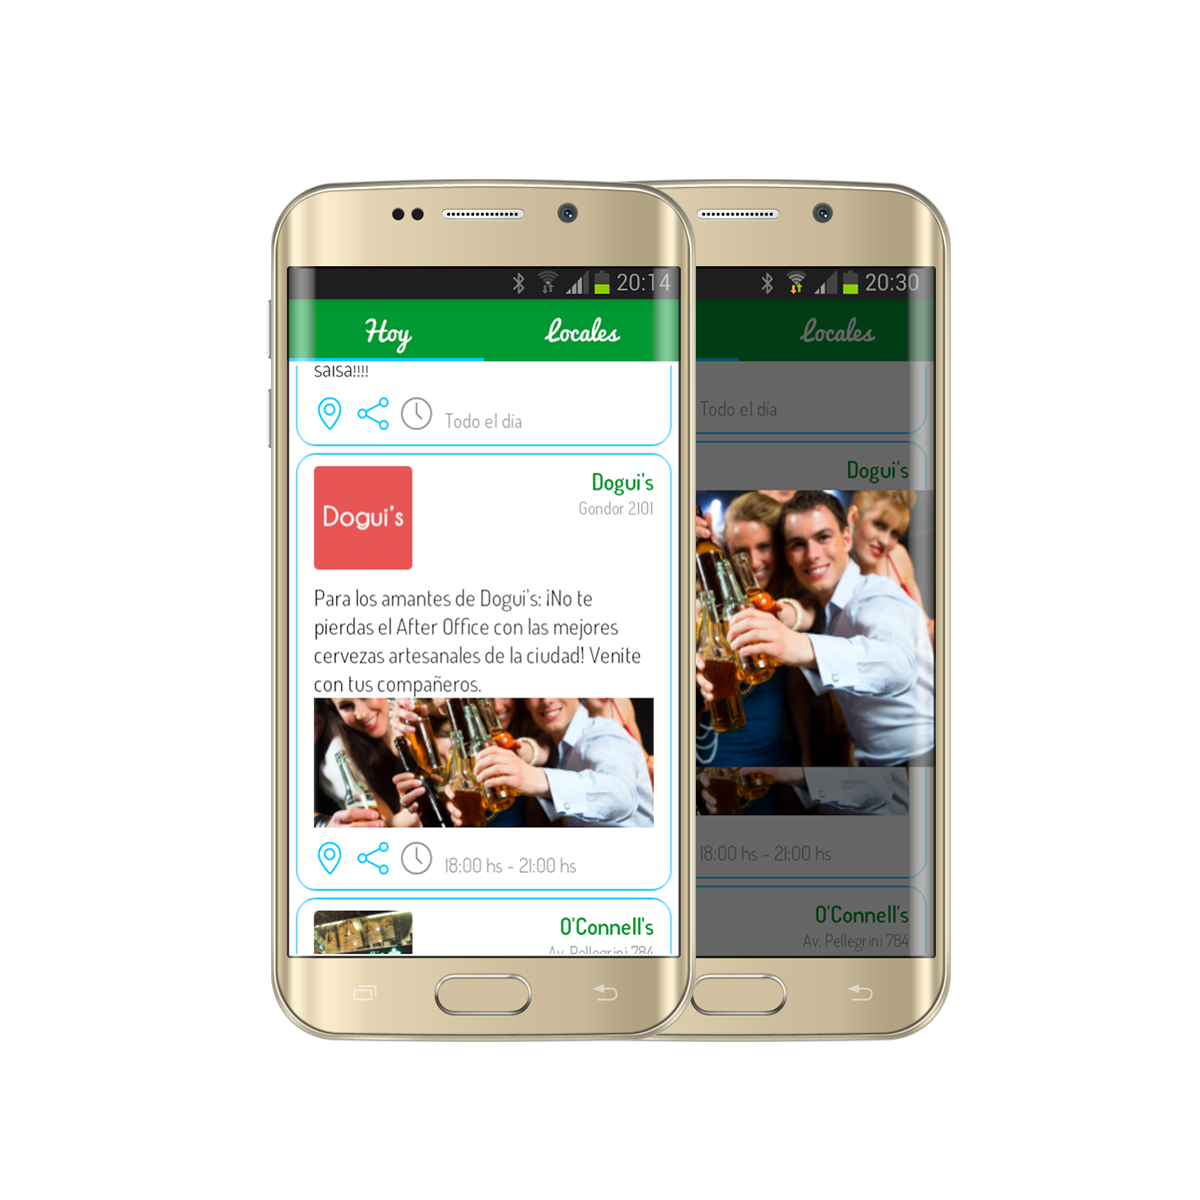 20:14
Hoy Locales
salsa!!!!
Todo el día
Dogui's
Dogui's
Gondor 2101
Para los amantes de Dogui's: ¡No te
pierdas el After Office con las mejores
cervezas artesanales de la ciudad! Venite
con tus compañeros.
18:00 hs - 21:00 hs
O'Connell's
Av. Pellegrini 784
20:30
Locales
Todo el día
Dogui's
18:00 hs - 21:00 hs
O'Connell's
Av. Pellegrini 784